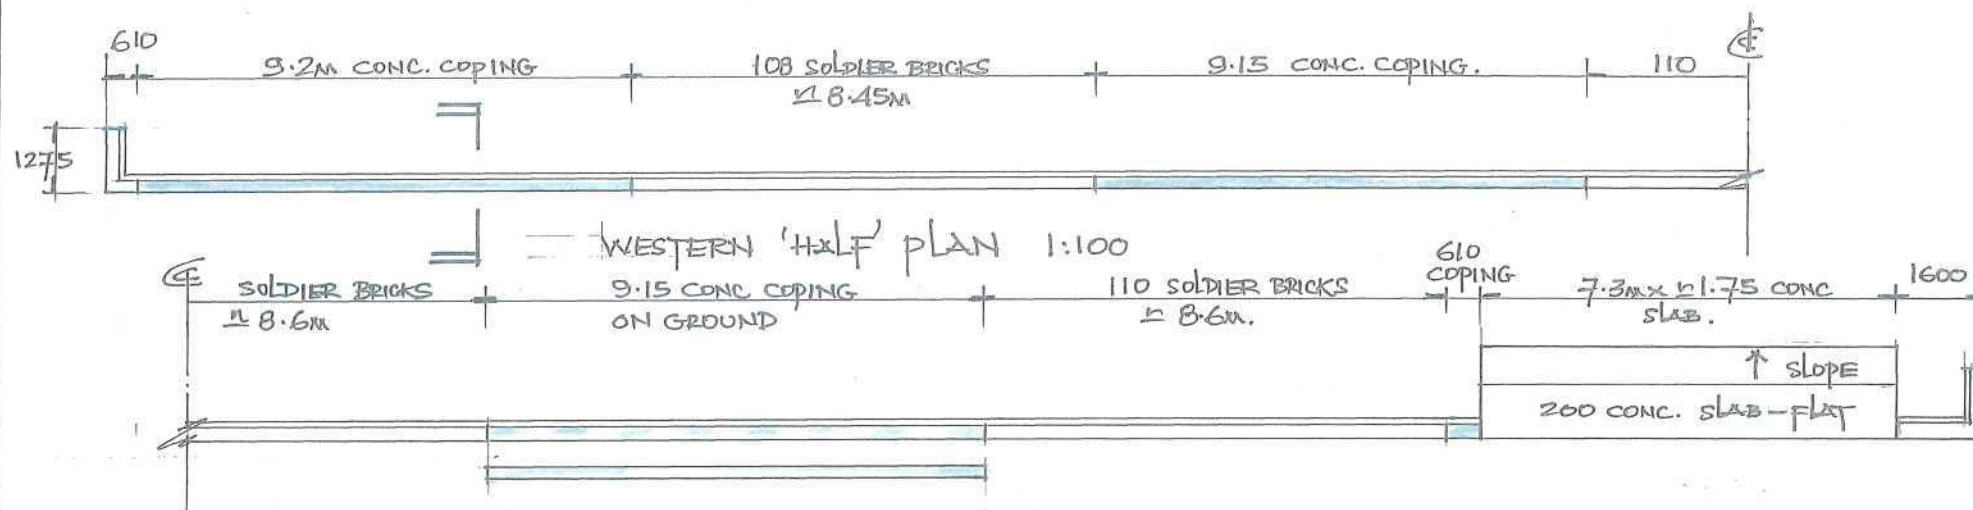 610
9.2M CONC. COPING
108 SOLDIER BRICKS
≃ 8.45M
9.15 CONC. COPING.
110
℄
1275
WESTERN 'HALF' PLAN 1:100
℄
SOLDIER BRICKS
≃ 8.6M
9.15 CONC COPING
ON GROUND
110 SOLDIER BRICKS
≃ 8.6M.
610
COPING
7.3M x ≃1.75 CONC
SLAB.
1600
↑ SLOPE
200 CONC. SLAB-FLAT